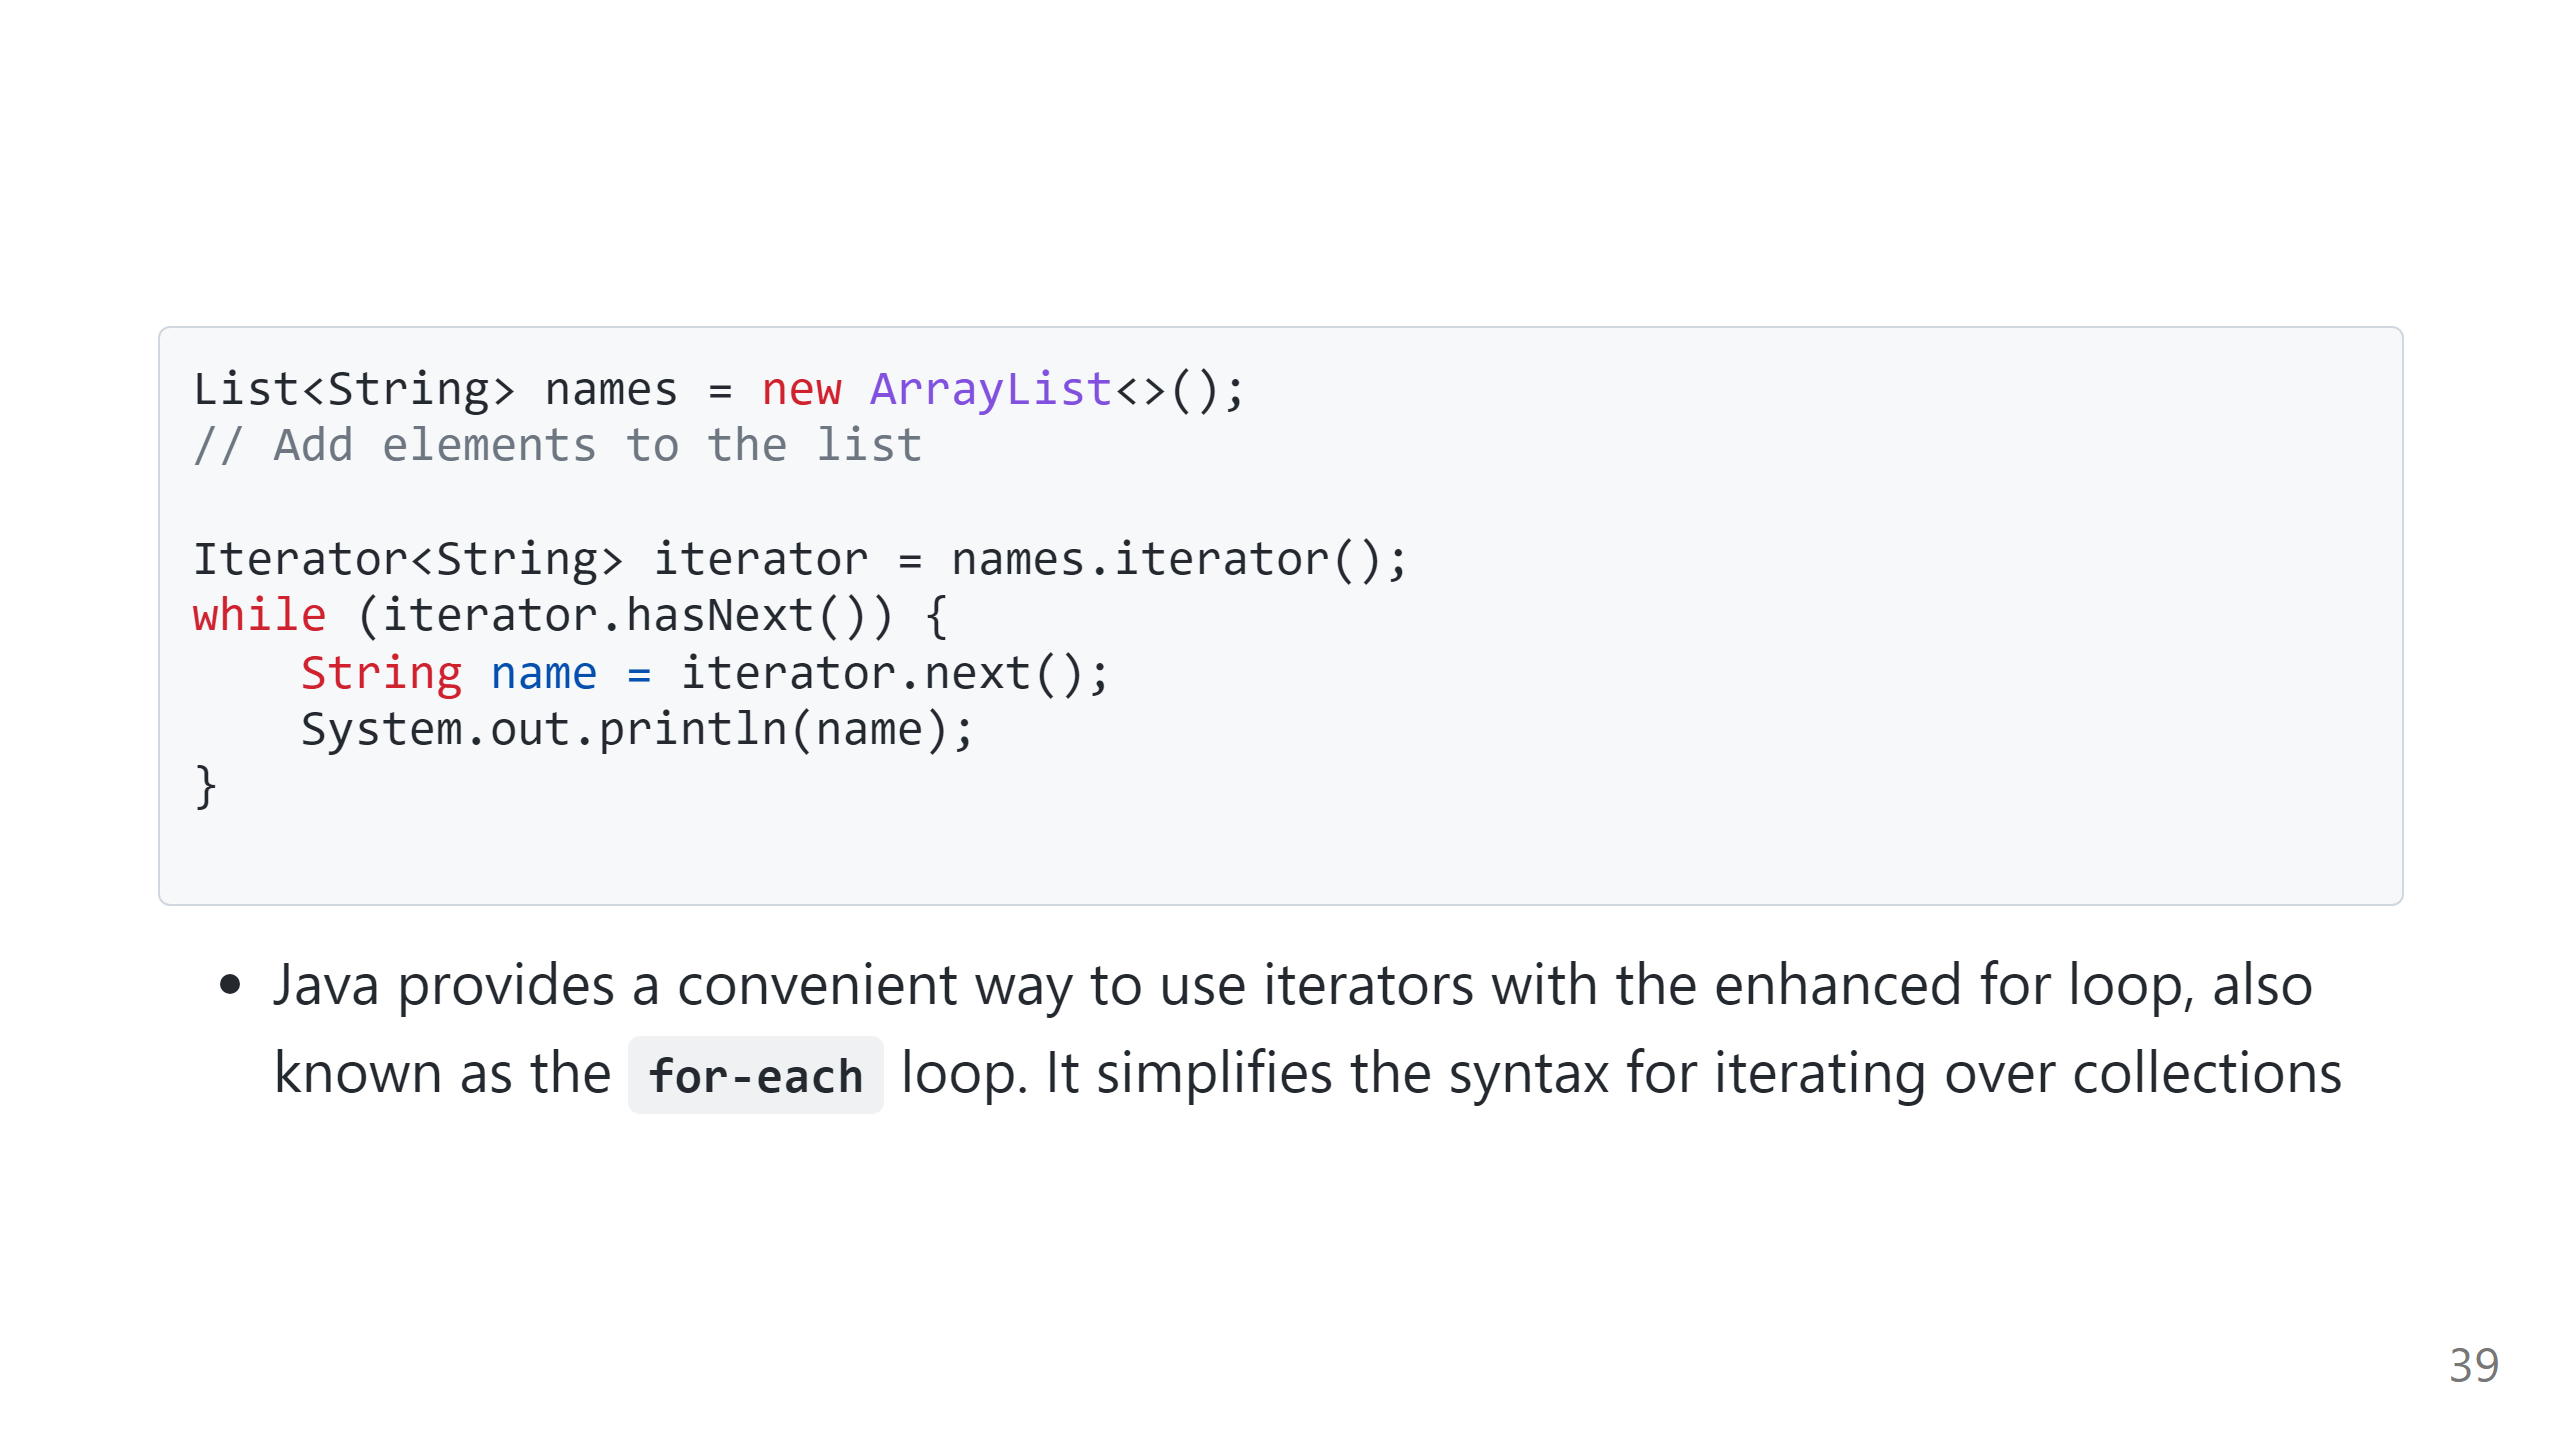 List<String> names = new ArrayList<>();
// Add elements to the list
Iterator<String> iterator = names.iterator();
while (iterator.hasNext()) {
    String name = iterator.next();
    System.out.println(name);
}
• Java provides a convenient way to use iterators with the enhanced for loop, also
known as the for-each loop. It simplifies the syntax for iterating over collections
39